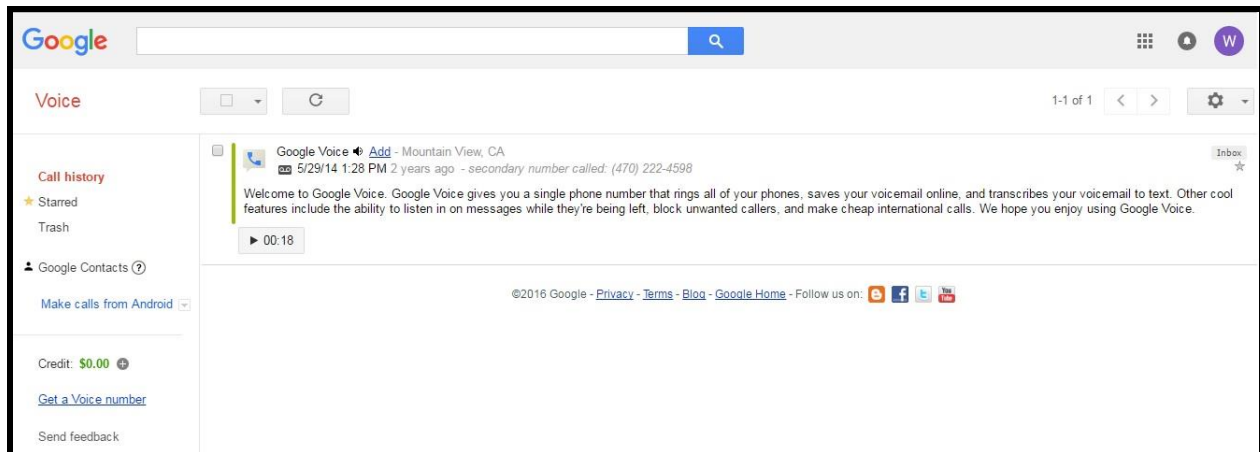 Google
W
Voice
1-1 of 1
Call history
Starred
Trash
Google Contacts ?
Make calls from Android
Credit: $0.00
Get a Voice number
Send feedback
Google Voice Add - Mountain View, CA
Inbox
5/29/14 1:28 PM 2 years ago - secondary number called: (470) 222-4598
Welcome to Google Voice. Google Voice gives you a single phone number that rings all of your phones, saves your voicemail online, and transcribes your voicemail to text. Other cool
features include the ability to listen in on messages while they're being left, block unwanted callers, and make cheap international calls. We hope you enjoy using Google Voice.
00:18
©2016 Google - Privacy - Terms - Blog - Google Home - Follow us on: You Tube